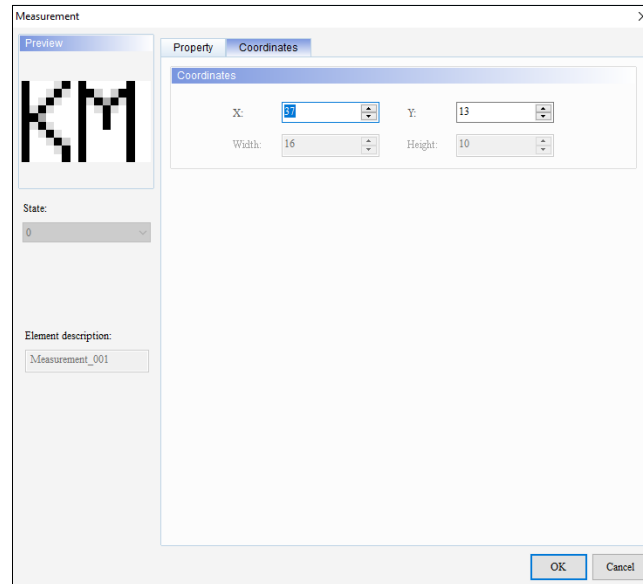 Measurement
Preview
KM
State:
0
Element description:
Measurement_001
Property
Coordinates
Coordinates
X:
37
Y:
13
Width:
16
Height:
10
OK
Cancel